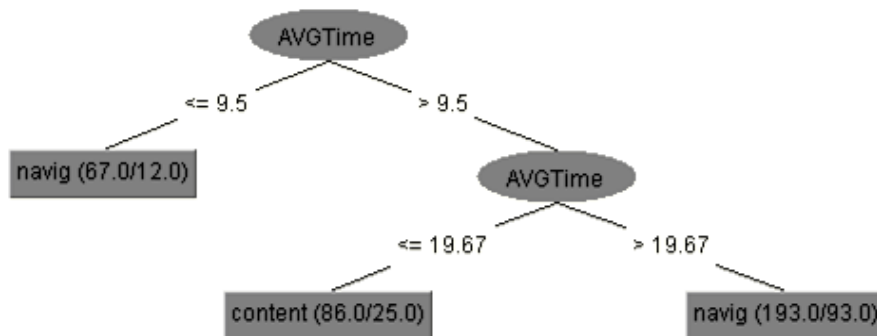 AVGTime
<= 9.5
> 9.5
navig (67.0/12.0)
AVGTime
<= 19.67
> 19.67
content (86.0/25.0)
navig (193.0/93.0)